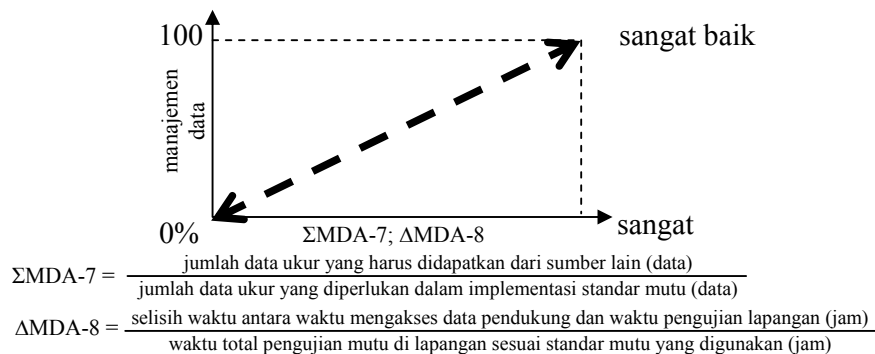 100
sangat baik
manajemen
data
0%
ΣMDA-7; ΔMDA-8
sangat
ΣMDA-7 = jumlah data ukur yang harus didapatkan dari sumber lain (data)
jumlah data ukur yang diperlukan dalam implementasi standar mutu (data)
ΔMDA-8 = selisih waktu antara waktu mengakses data pendukung dan waktu pengujian lapangan (jam)
waktu total pengujian mutu di lapangan sesuai standar mutu yang digunakan (jam)